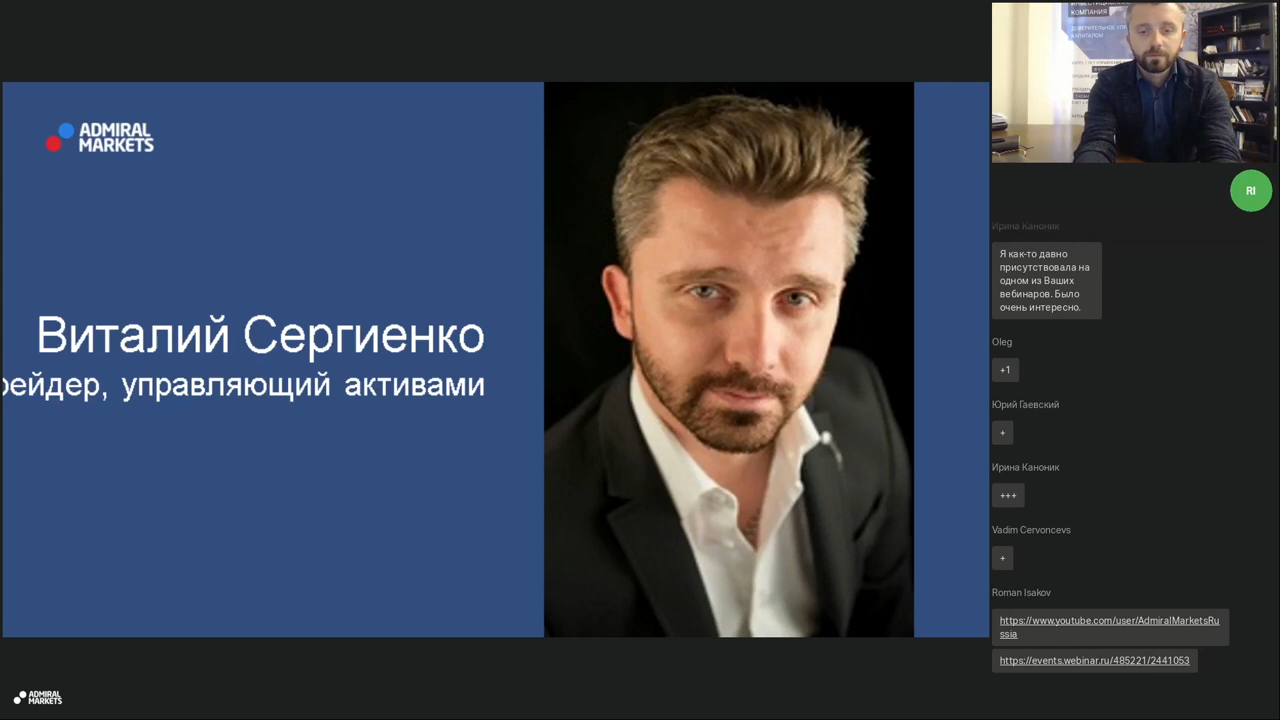 ADMIRAL
MARKETS
Виталий Сергиенко
рейдер, управляющий активами
ADMIRAL
MARKETS
КОМПАНИЯ
RI
Ирина Каноник
Я как-то давно
присутствовала на
одном из Ваших
вебинаров. Было
очень интересно.
Oleg
+1
Юрий Гаевский
+
Ирина Каноник
+++
Vadim Cervoncevs
+
Roman Isakov
https://www.youtube.com/user/AdmiralMarketsRu
ssia
https://events.webinar.ru/485221/2441053